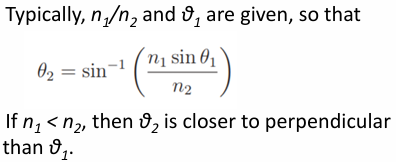 Typically, n₁/n₂ and ϑ₁ are given, so that
θ₂ = sin⁻¹ (n₁ sin θ₁ / n₂)
If n₁ < n₂, then ϑ₂ is closer to perpendicular
than ϑ₁.